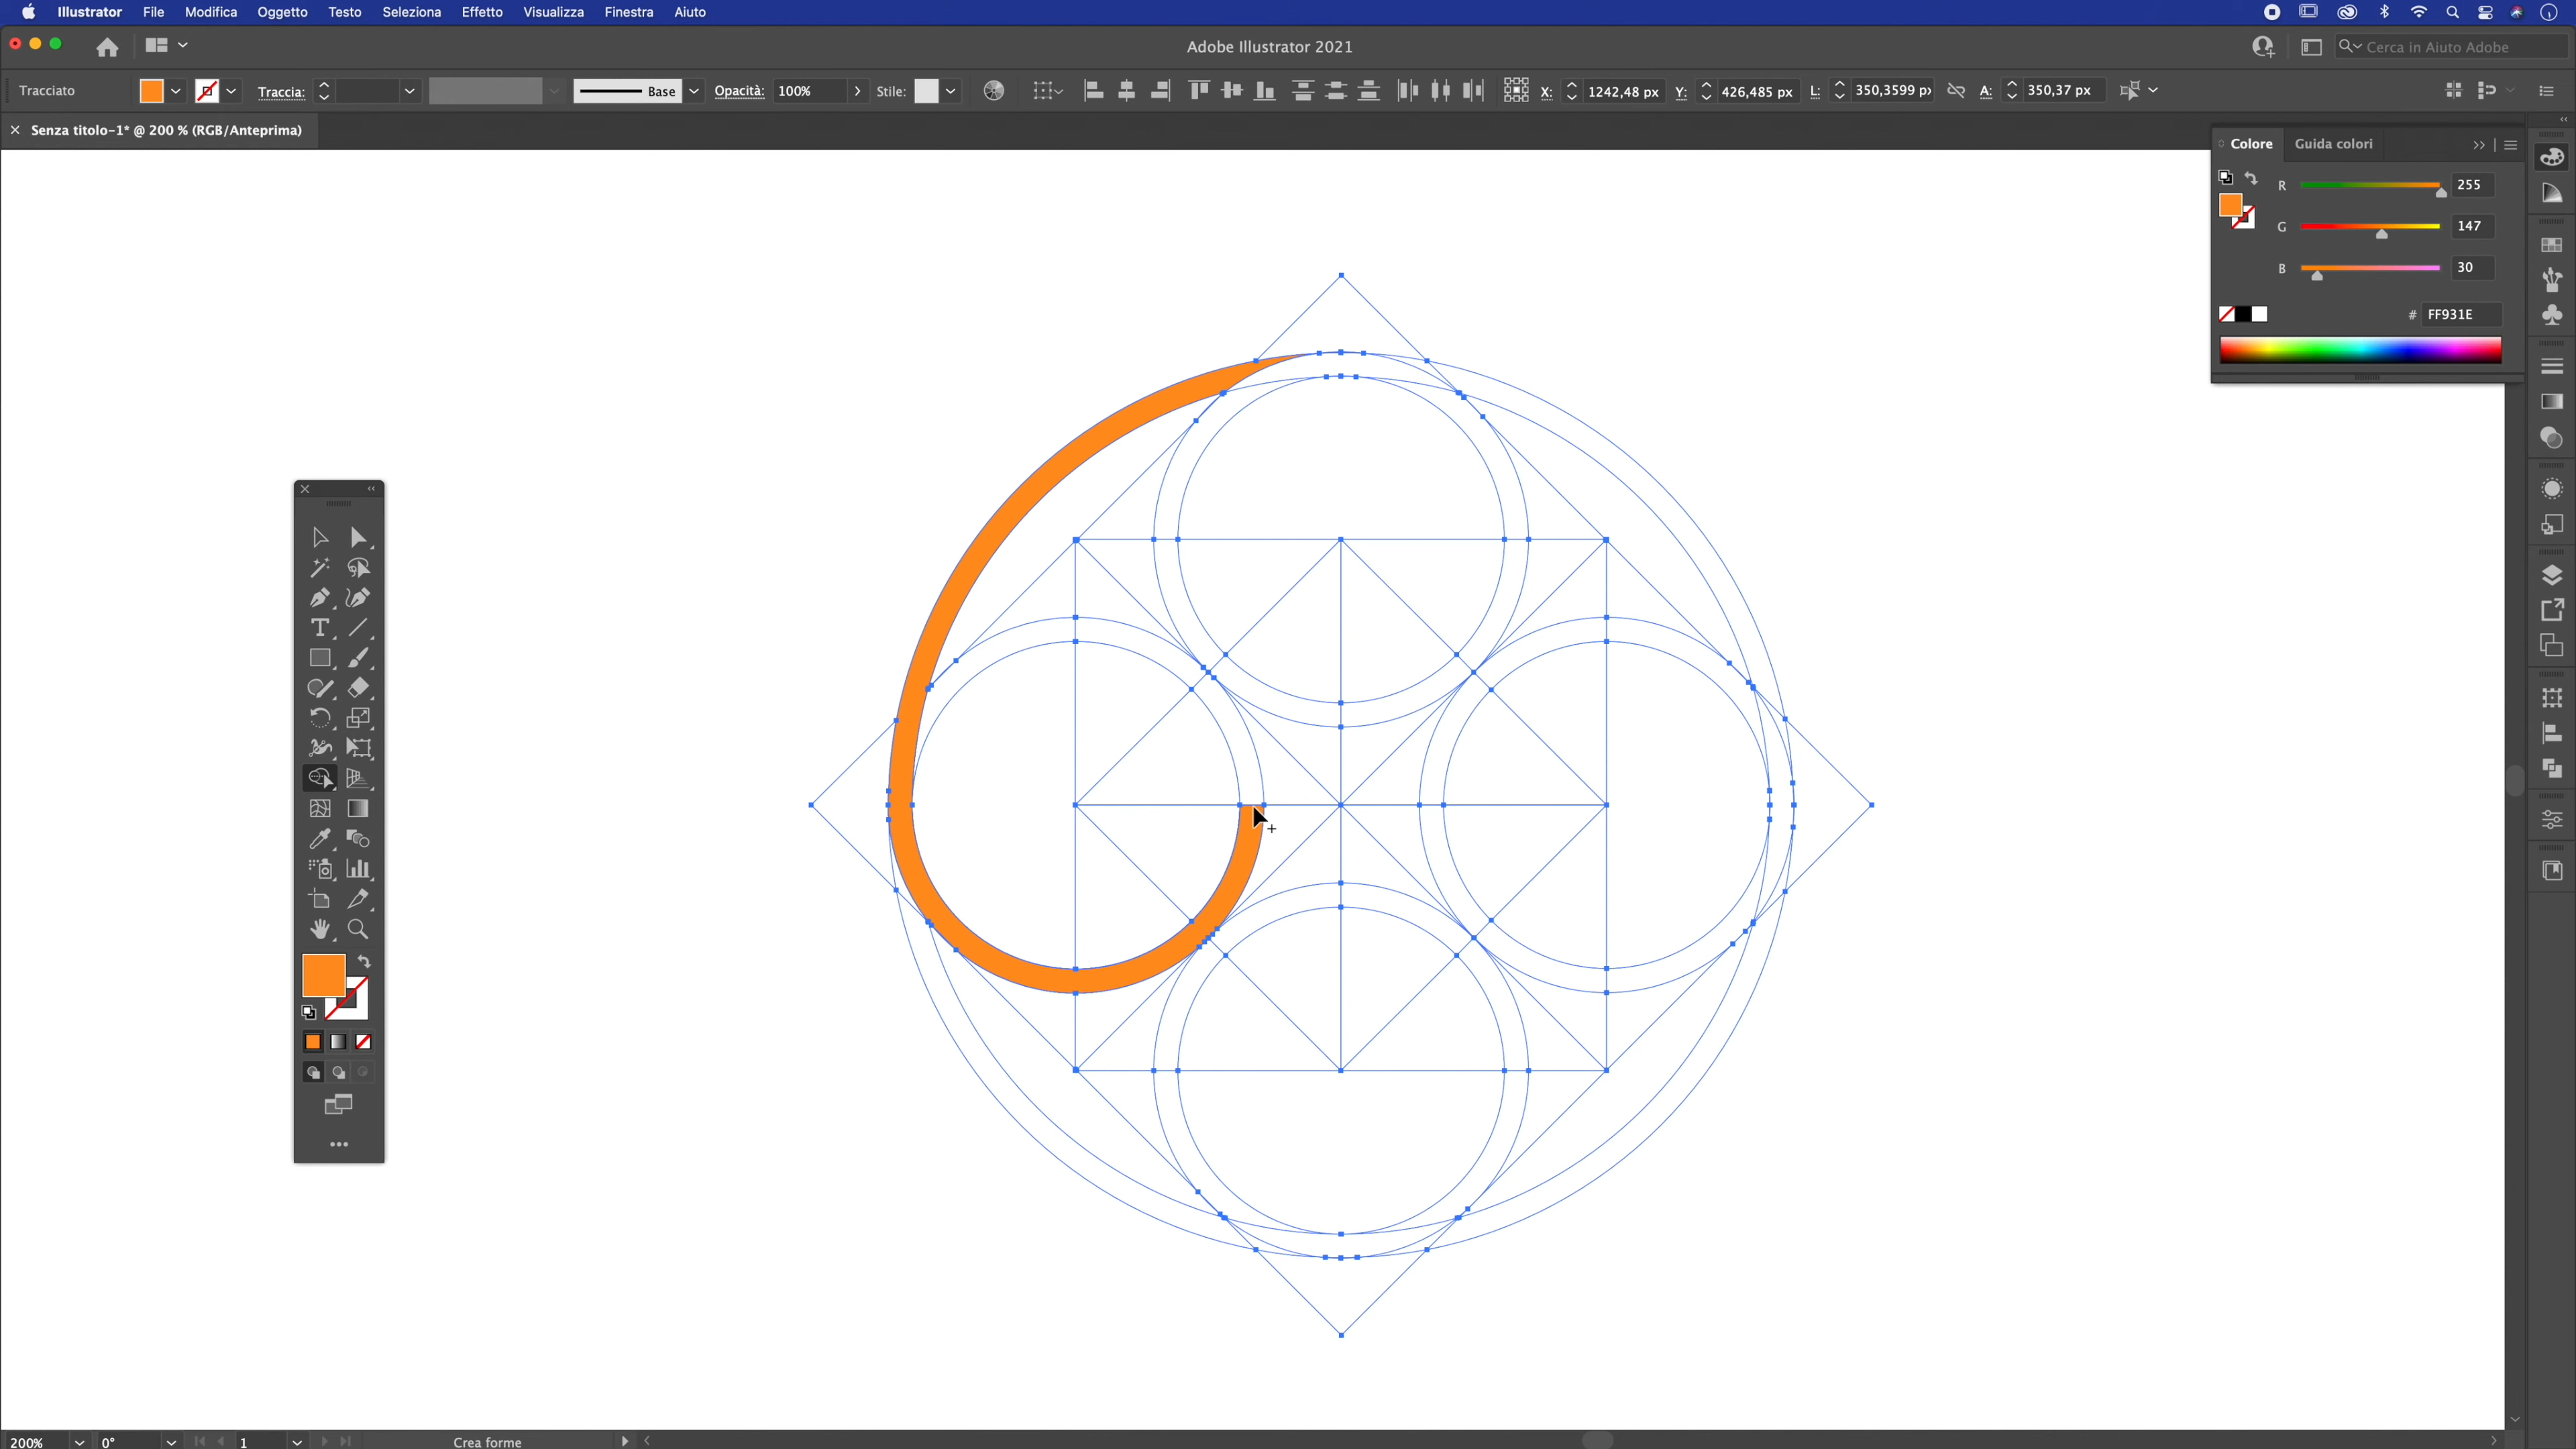 Illustrator File Modifica Oggetto Testo Seleziona Effetto Visualizza Finestra Aiuto
Adobe Illustrator 2021
Cerca in Aiuto Adobe
Tracciato Traccia: Base Opacità: 100% Stile: X: 1242,48 px Y: 426,485 px L: 350,3599 p A: 350,37 px
Senza titolo-1* @ 200 % (RGB/Anteprima)
Colore Guida colori
R 255
G 147
B 30
# FF931E
200% 0° 1 Crea forme